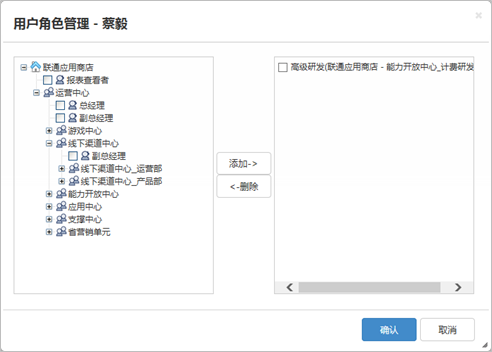 用户角色管理 - 蔡毅
联通应用商店
报表查看者
运营中心
总经理
副总经理
游戏中心
线下渠道中心
副总经理
线下渠道中心_运营部
线下渠道中心_产品部
能力开放中心
应用中心
支撑中心
省营销单元
添加->
<-删除
高级研发(联通应用商店 - 能力开放中心_计费研发
确认
取消